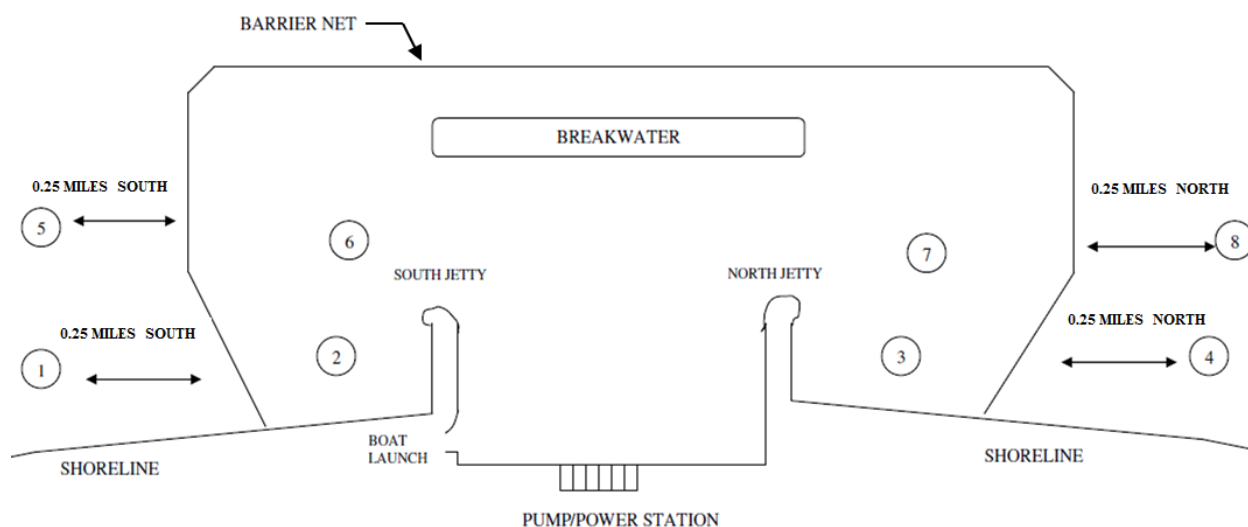 BARRIER NET
BREAKWATER
0.25 MILES SOUTH
0.25 MILES NORTH
5
6
7
8
SOUTH JETTY
NORTH JETTY
0.25 MILES SOUTH
0.25 MILES NORTH
1
2
3
4
BOAT
LAUNCH
SHORELINE
SHORELINE
PUMP/POWER STATION